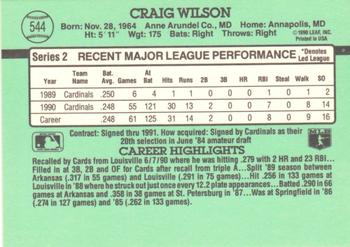 544
CRAIG WILSON
Born: Nov. 28, 1964 Anne Arundel Co., MD Home: Annapolis, MD
Ht: 5' 11" Wgt: 175 Bats: Right Throws: Right
© 1990 LEAF, INC.
Printed in USA
Series 2 RECENT MAJOR LEAGUE PERFORMANCE *Denotes Led League
Year Team Name Bat. Avg. Games At Bat Hits Runs 2B 3B HR RBI Steal Walk SO
1989 Cardinals .250 6 4 1 1 0 0 0 1 0 1 2
1990 Cardinals .248 55 121 30 13 2 0 0 7 0 8 14
Career .248 61 125 31 14 2 0 0 8 0 9 16
Contract: Signed thru 1991. How acquired: Signed by Cardinals as their
20th selection in June '84 amateur draft
CAREER HIGHLIGHTS
Recalled by Cards from Louisville 6/7/90 where he was hitting .279 with 2 HR and 23 RBI...
Filled in at 3B, 2B and OF for Cards after recall from triple A...Split '89 season between
Arkansas (.317 in 55 games) and Louisville (.291 in 75 games)...Hit .256 in 133 games at
Louisville in '88 where he struck out just once every 12.2 plate appearances...Batted .290 in 66
games at Arkansas and .358 in 38 games at St. Petersburg in '87...Was at Springfield in '86
(.274 in 127 games) and '85 (.262 in 133 games).